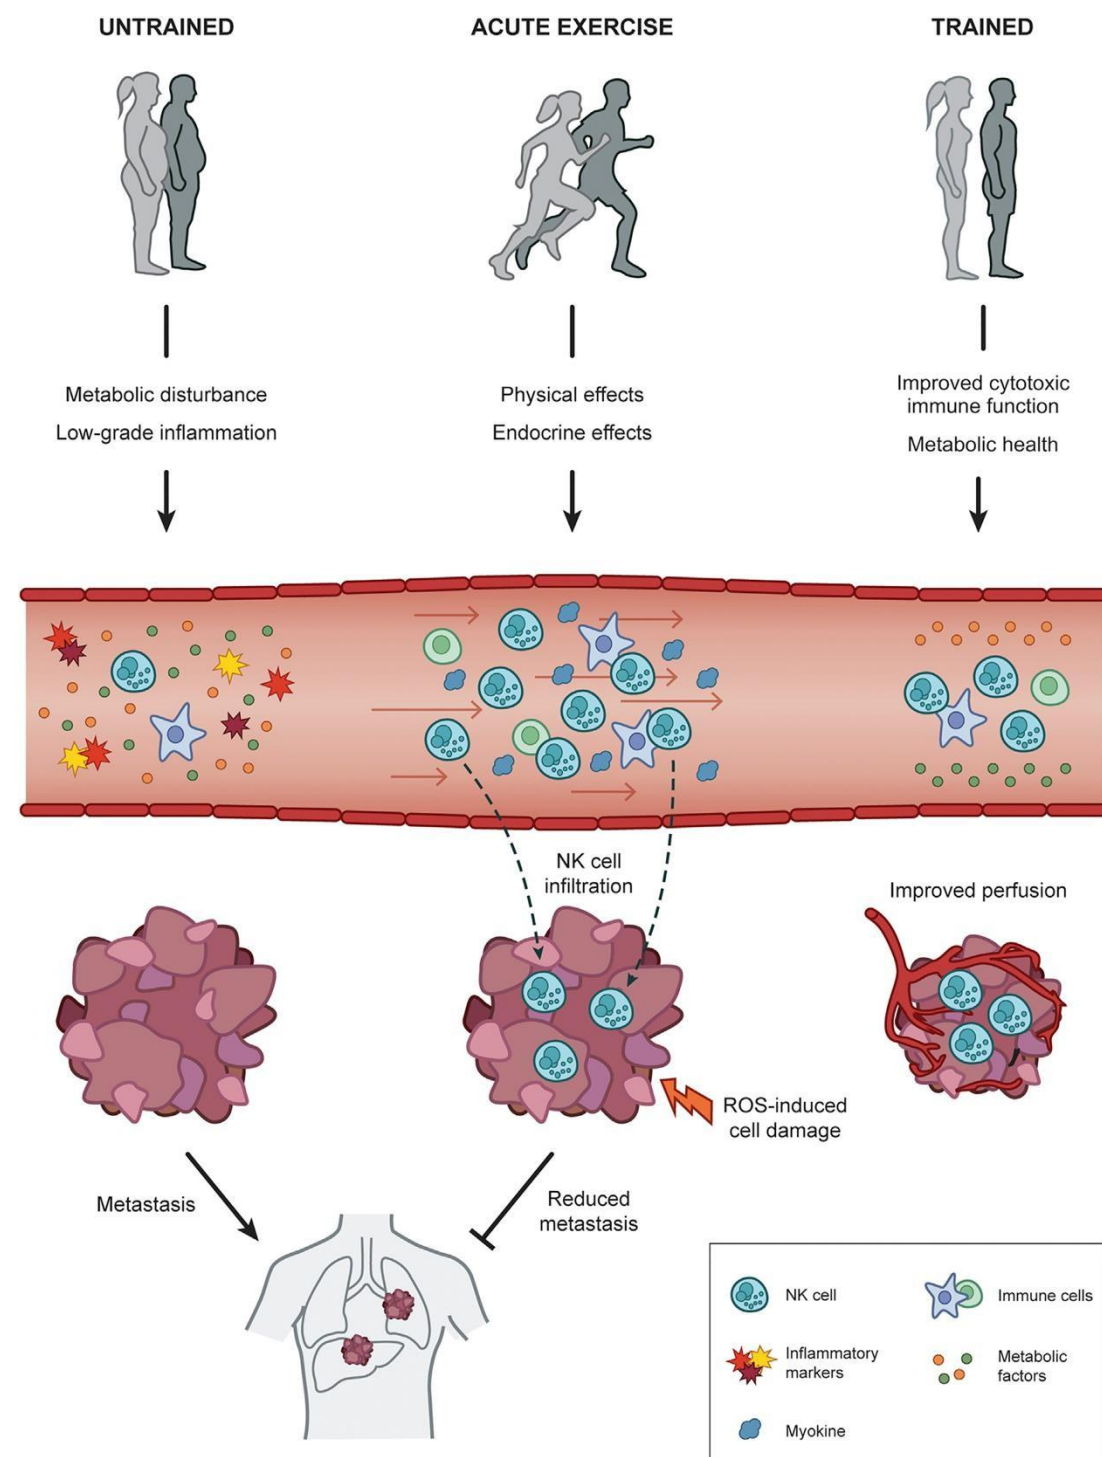 UNTRAINED
ACUTE EXERCISE
TRAINED
Metabolic disturbance
Low-grade inflammation
Physical effects
Endocrine effects
Improved cytotoxic
immune function
Metabolic health
NK cell
infiltration
Improved perfusion
ROS-induced
cell damage
Metastasis
Reduced
metastasis
NK cell
Immune cells
Inflammatory
markers
Metabolic
factors
Myokine